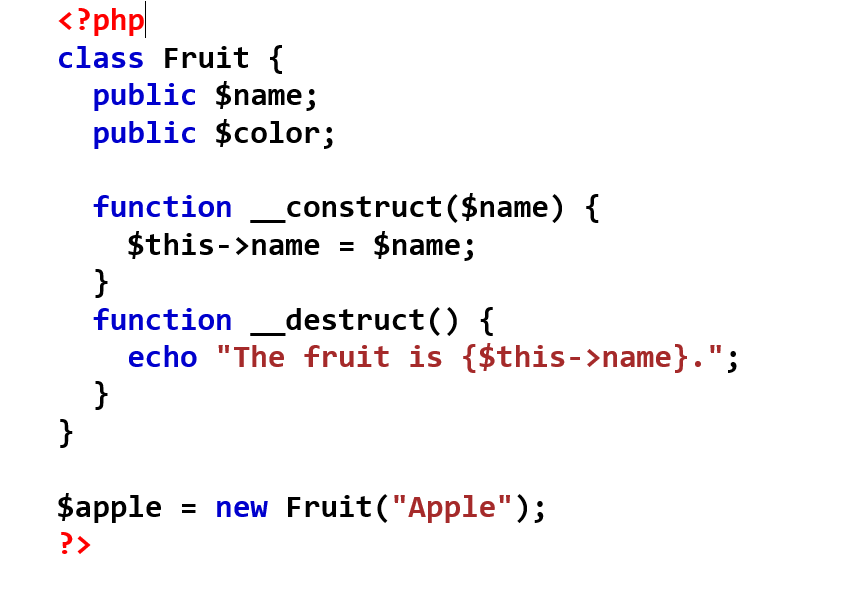 <?php
class Fruit {
  public $name;
  public $color;

  function __construct($name) {
    $this->name = $name;
  }
  function __destruct() {
    echo "The fruit is {$this->name}.";
  }
}

$apple = new Fruit("Apple");
?>